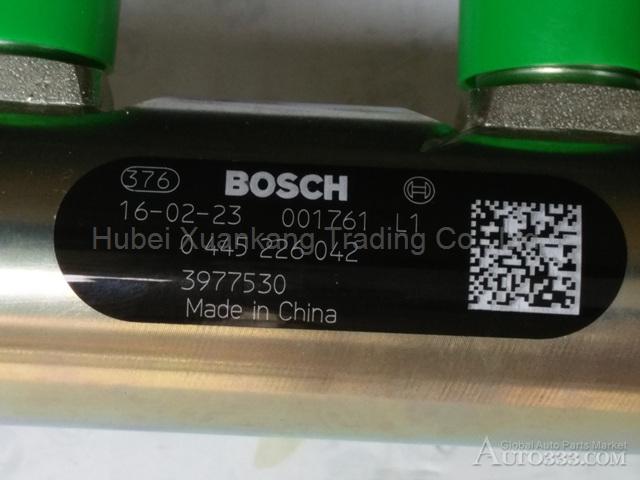 376 BOSCH
16-02-23 001761 L1
Hubei Xuankang Trading Co., Ltd.
0 445 226 042
3977530
Made in China
Global Auto Parts Market
AUTO333.COM